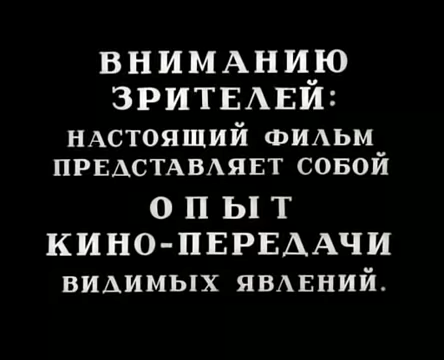 ВНИМАНИЮ
ЗРИТЕЛЕЙ:
НАСТОЯЩИЙ ФИЛЬМ
ПРЕДСТАВЛЯЕТ СОБОЙ
ОПЫТ
КИНО-ПЕРЕДАЧИ
ВИДИМЫХ ЯВЛЕНИЙ.